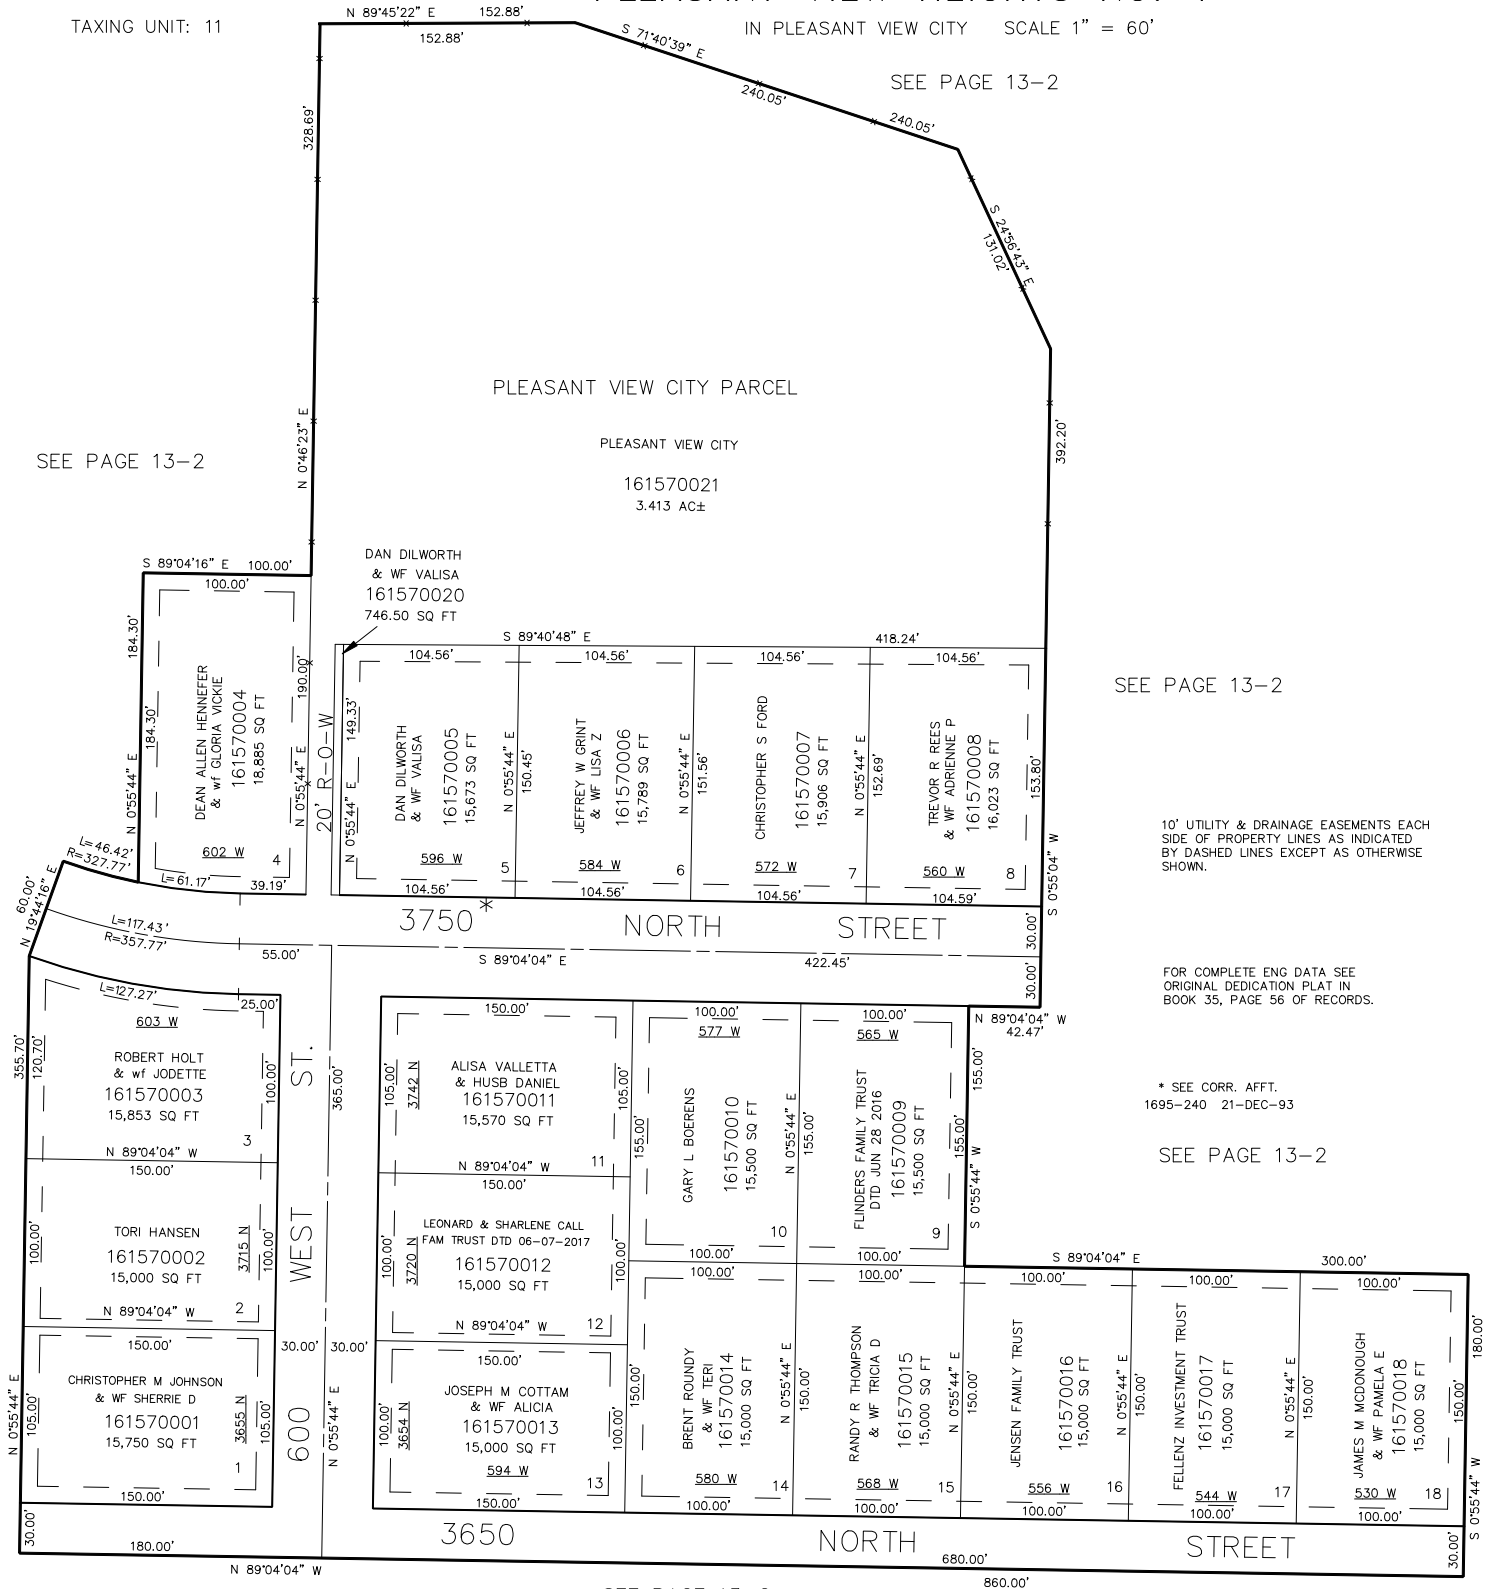 TAXING UNIT: 11
IN PLEASANT VIEW CITY SCALE 1" = 60'
SEE PAGE 13-2
N 89°45'22" E 152.88'
152.88'
S 71°40'39" E
240.05'
240.05'
328.69'
N 0°46'23" E
S 24°56'43" E
131.02'
392.20'
PLEASANT VIEW CITY PARCEL
PLEASANT VIEW CITY
161570021
3.413 AC±
SEE PAGE 13-2
S 89°04'16" E 100.00'
100.00'
DAN DILWORTH
& WF VALISA
161570020
746.50 SQ FT
S 89°40'48" E 418.24'
SEE PAGE 13-2
184.30'
N 0°55'44" E
184.30'
DEAN ALLEN HENNEFER
& wf GLORIA VICKIE
161570004
18,885 SQ FT
602 W
4
190.00'
N 0°55'44" E
20' R-O-W
104.56'
149.33'
N 0°55'44" E
DAN DILWORTH
& WF VALISA
161570005
15,673 SQ FT
596 W
5
104.56'
104.56'
N 0°55'44" E
150.45'
JEFFREY W GRINT
& WF LISA Z
161570006
15,789 SQ FT
584 W
6
104.56'
N 0°55'44" E
151.56'
CHRISTOPHER S FORD
161570007
15,906 SQ FT
572 W
7
104.56'
104.56'
N 0°55'44" E
152.69'
TREVOR R REES
& WF ADRIENNE P
161570008
16,023 SQ FT
560 W
8
104.59'
153.80'
S 0°55'04" W
10' UTILITY & DRAINAGE EASEMENTS EACH
SIDE OF PROPERTY LINES AS INDICATED
BY DASHED LINES EXCEPT AS OTHERWISE
SHOWN.
L=46.42'
R=327.77'
L=61.17'
39.19'
60.00'
N 19°44'16" E
L=117.43'
R=357.77'
55.00'
3750* NORTH STREET
S 89°04'04" E 422.45'
30.00'
30.00'
N 89°04'04" W
42.47'
FOR COMPLETE ENG DATA SEE
ORIGINAL DEDICATION PLAT IN
BOOK 35, PAGE 56 OF RECORDS.
* SEE CORR. AFFT.
1695-240 21-DEC-93
SEE PAGE 13-2
L=127.27'
25.00'
603 W
355.70'
120.70'
ROBERT HOLT
& wf JODETTE
161570003
15,853 SQ FT
100.00'
3
N 89°04'04" W
150.00'
TORI HANSEN
161570002
15,000 SQ FT
100.00'
3715 N
100.00'
2
N 89°04'04" W
150.00'
CHRISTOPHER M JOHNSON
& WF SHERRIE D
161570001
15,750 SQ FT
N 0°55'44" E
105.00'
3655 N
105.00'
1
150.00'
600 WEST ST.
365.00'
30.00' 30.00'
N 0°55'44" E
150.00'
105.00'
3742 N
ALISA VALLETTA
& HUSB DANIEL
161570011
15,570 SQ FT
105.00'
11
N 89°04'04" W
150.00'
LEONARD & SHARLENE CALL
FAM TRUST DTD 06-07-2017
161570012
15,000 SQ FT
100.00'
3720 N
100.00'
12
N 89°04'04" W
150.00'
JOSEPH M COTTAM
& WF ALICIA
161570013
15,000 SQ FT
100.00'
3654 N
100.00'
594 W
13
150.00'
100.00'
577 W
155.00'
GARY L BOERENS
161570010
15,500 SQ FT
10
100.00'
N 0°55'44" E
155.00'
100.00'
565 W
FLINDERS FAMILY TRUST
DTD JUN 28 2016
161570009
15,500 SQ FT
155.00'
9
100.00'
155.00'
S 0°55'44" W
S 89°04'04" E 300.00'
100.00'
150.00'
BRENT ROUNDY
& WF TERI
161570014
15,000 SQ FT
580 W
14
100.00'
N 0°55'44" E
150.00'
100.00'
RANDY R THOMPSON
& WF TRICIA D
161570015
15,000 SQ FT
568 W
15
100.00'
N 0°55'44" E
150.00'
100.00'
JENSEN FAMILY TRUST
161570016
15,000 SQ FT
556 W
16
100.00'
N 0°55'44" E
150.00'
100.00'
FELLENZ INVESTMENT TRUST
161570017
15,000 SQ FT
544 W
17
100.00'
N 0°55'44" E
150.00'
100.00'
JAMES M MCDONOUGH
& WF PAMELA E
161570018
15,000 SQ FT
530 W
18
100.00'
150.00'
180.00'
S 0°55'44" W
30.00'
3650 NORTH STREET
30.00'
180.00'
680.00'
N 89°04'04" W
860.00'